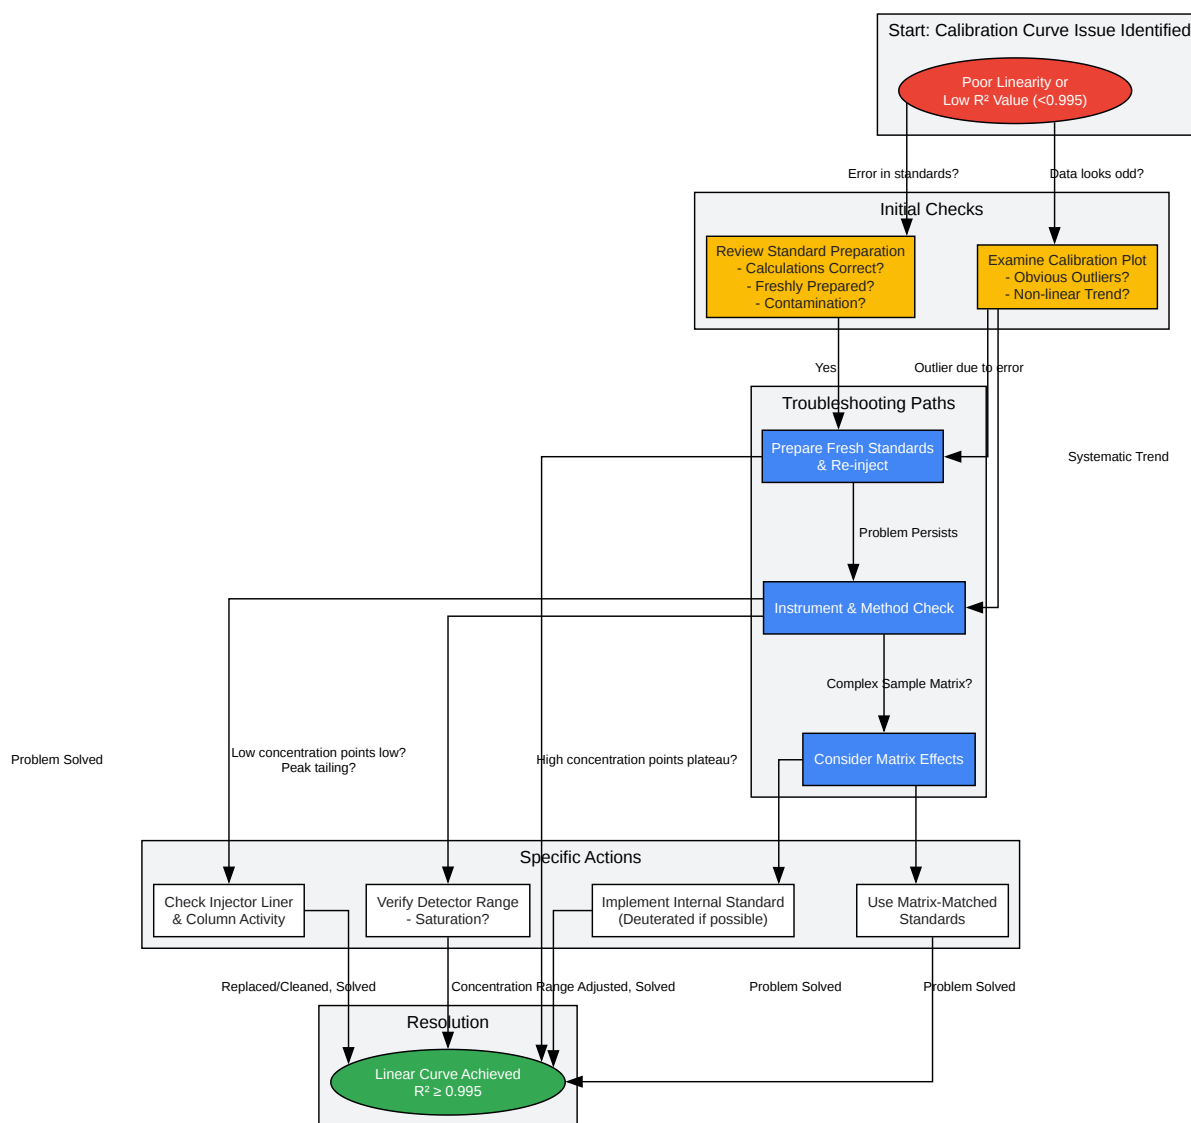 Start: Calibration Curve Issue Identified
Poor Linearity or
Low R² Value (<0.995)
Error in standards?
Data looks odd?
Initial Checks
Review Standard Preparation
- Calculations Correct?
- Freshly Prepared?
- Contamination?
Examine Calibration Plot
- Obvious Outliers?
- Non-linear Trend?
Yes
Outlier due to error
Troubleshooting Paths
Prepare Fresh Standards
& Re-inject
Systematic Trend
Problem Persists
Instrument & Method Check
Complex Sample Matrix?
Problem Solved
Low concentration points low?
Peak tailing?
High concentration points plateau?
Consider Matrix Effects
Specific Actions
Check Injector Liner
& Column Activity
Verify Detector Range
- Saturation?
Implement Internal Standard
(Deuterated if possible)
Use Matrix-Matched
Standards
Replaced/Cleaned, Solved
Concentration Range Adjusted, Solved
Problem Solved
Problem Solved
Resolution
Linear Curve Achieved
R² ≥ 0.995